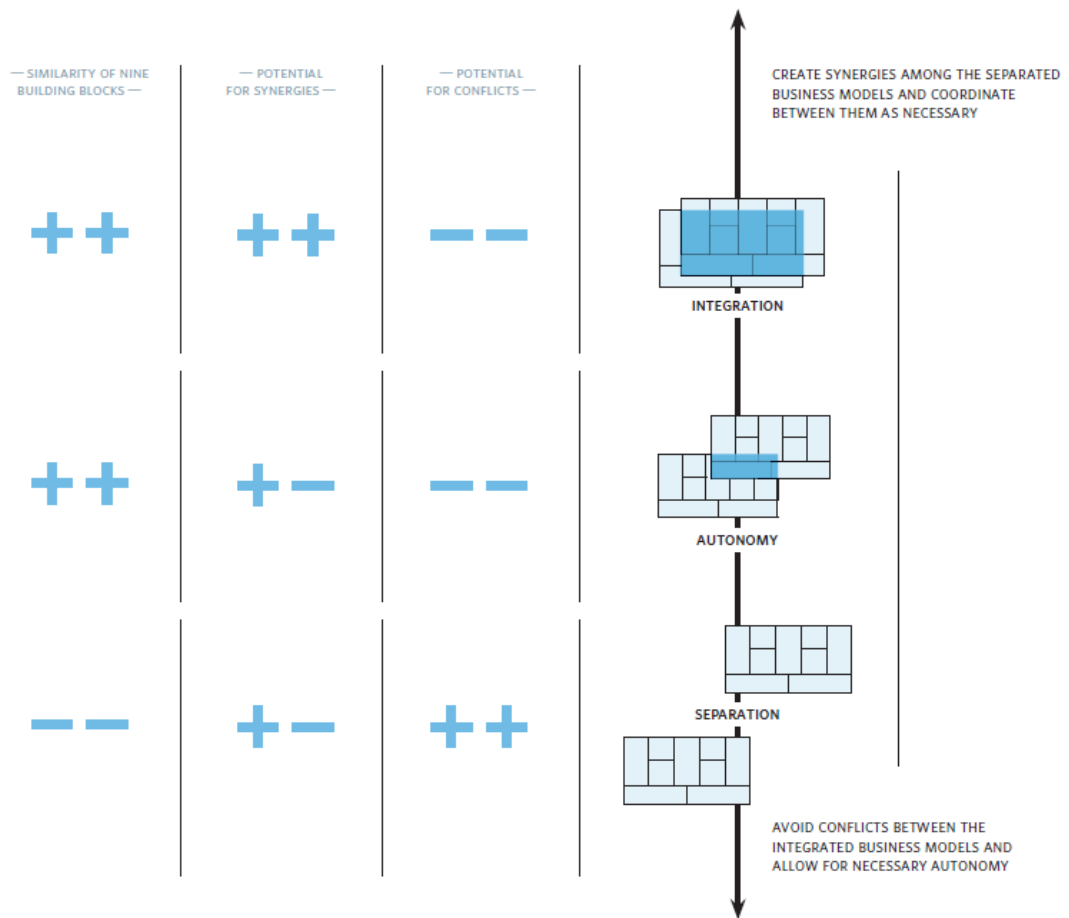 — SIMILARITY OF NINE
BUILDING BLOCKS —
— POTENTIAL
FOR SYNERGIES —
— POTENTIAL
FOR CONFLICTS —
CREATE SYNERGIES AMONG THE SEPARATED
BUSINESS MODELS AND COORDINATE
BETWEEN THEM AS NECESSARY
++
++
− −
INTEGRATION
++
+ −
− −
AUTONOMY
− −
+ −
++
SEPARATION
AVOID CONFLICTS BETWEEN THE
INTEGRATED BUSINESS MODELS AND
ALLOW FOR NECESSARY AUTONOMY